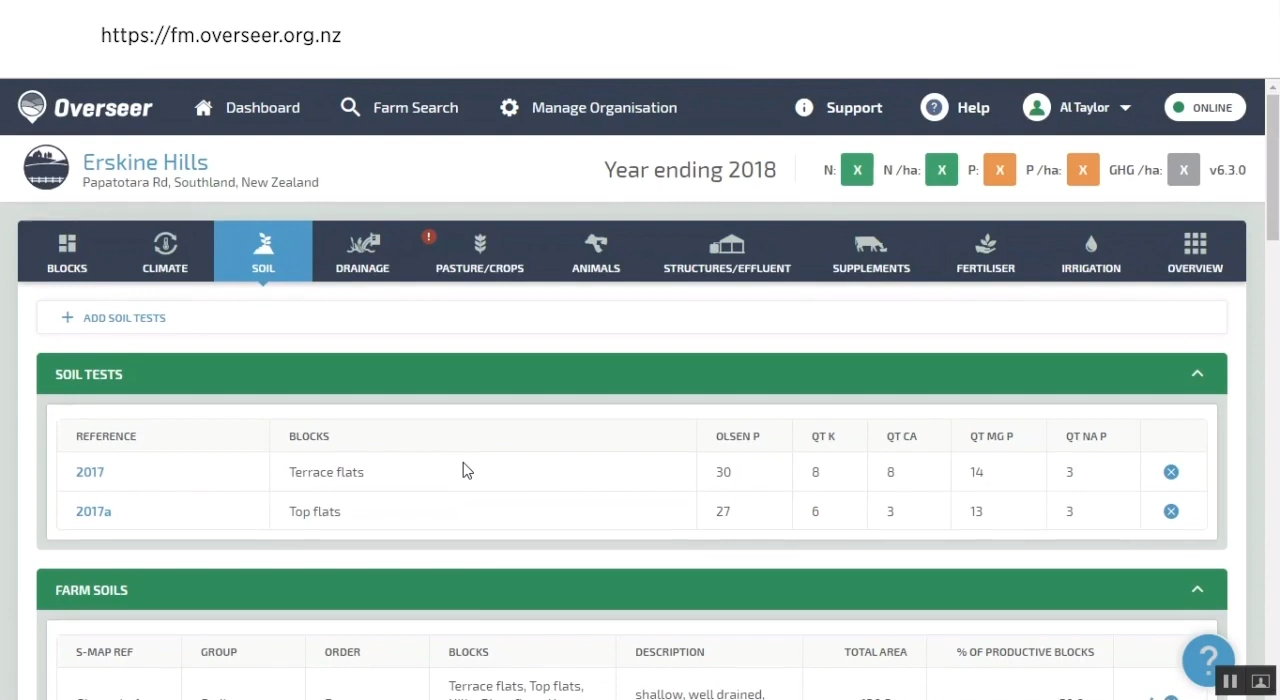 https://fm.overseer.org.nz
Overseer Dashboard Farm Search Manage Organisation Support Help Al Taylor ONLINE
Erskine Hills
Papatotara Rd, Southland, New Zealand
Year ending 2018 N: X N /ha: X P: X P /ha: X GHG /ha: X v6.3.0
BLOCKS CLIMATE SOIL DRAINAGE ! PASTURE/CROPS ANIMALS STRUCTURES/EFFLUENT SUPPLEMENTS FERTILISER IRRIGATION OVERVIEW
+ ADD SOIL TESTS
SOIL TESTS
REFERENCE BLOCKS OLSEN P QT K QT CA QT MG P QT NA P
2017 Terrace flats 30 8 8 14 3
2017a Top flats 27 6 3 13 3
FARM SOILS
S-MAP REF GROUP ORDER BLOCKS DESCRIPTION TOTAL AREA % OF PRODUCTIVE BLOCKS
Terrace flats, Top flats,
shallow, well drained,